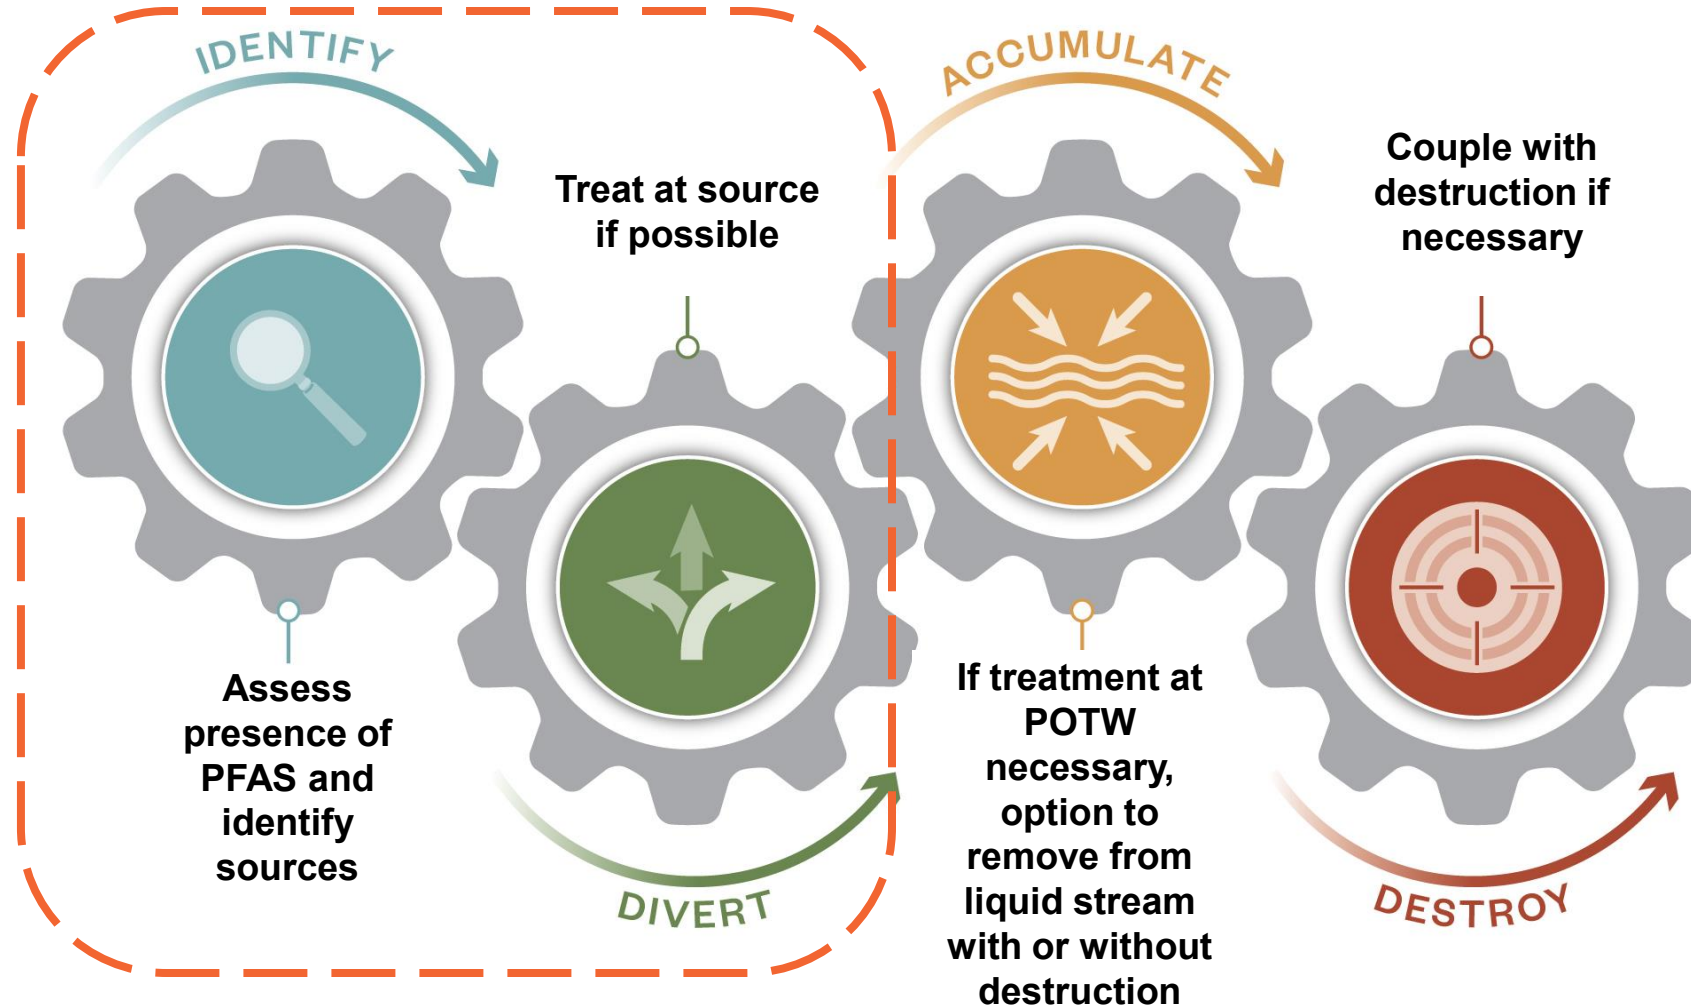 IDENTIFY
Assess
presence of
PFAS and
identify
sources
Treat at source
if possible
DIVERT
ACCUMULATE
If treatment at
POTW
necessary,
option to
remove from
liquid stream
with or without
destruction
Couple with
destruction if
necessary
DESTROY